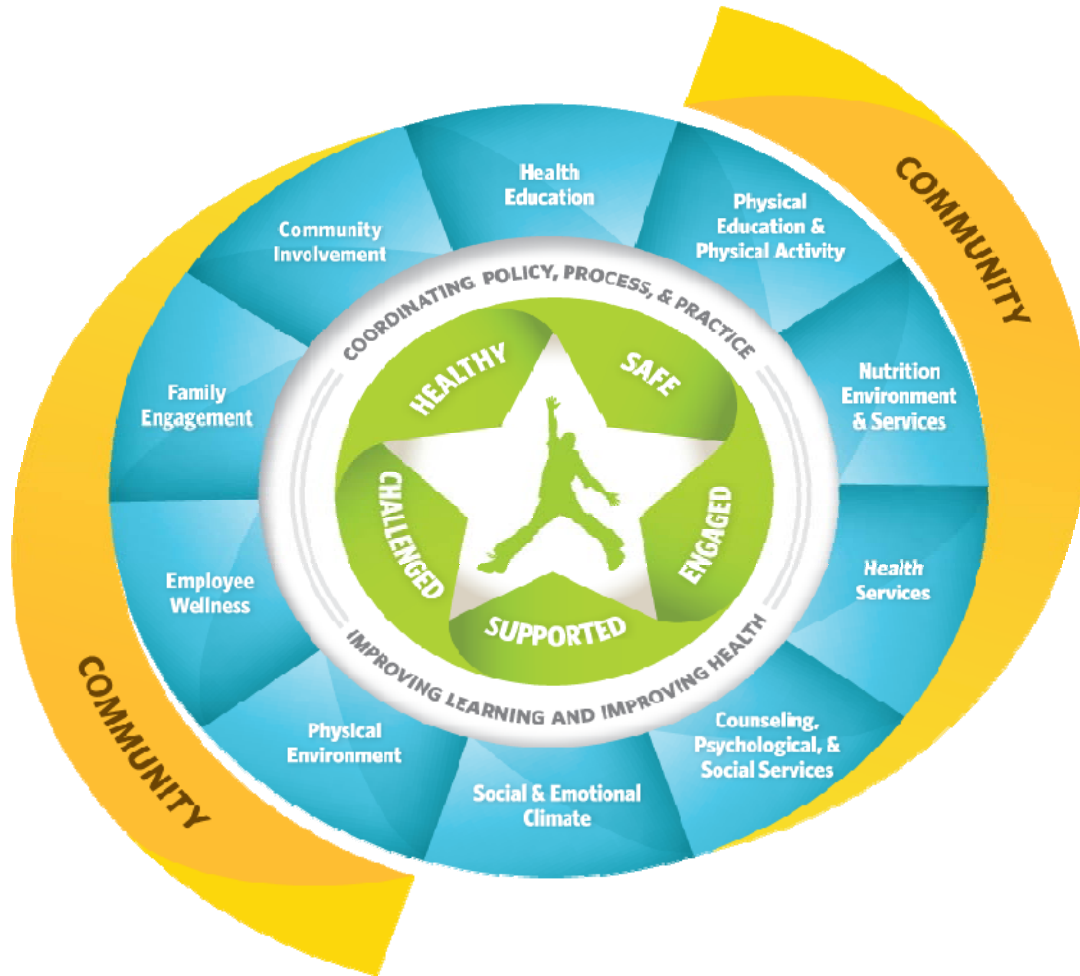 COMMUNITY
Health
Education
Physical
Education &
Physical Activity
Nutrition
Environment
& Services
Health
Services
Counseling,
Psychological, &
Social Services
Social & Emotional
Climate
Physical
Environment
Employee
Wellness
Family
Engagement
Community
Involvement
COORDINATING POLICY, PROCESS, & PRACTICE
IMPROVING LEARNING AND IMPROVING HEALTH
HEALTHY
SAFE
ENGAGED
SUPPORTED
CHALLENGED
COMMUNITY